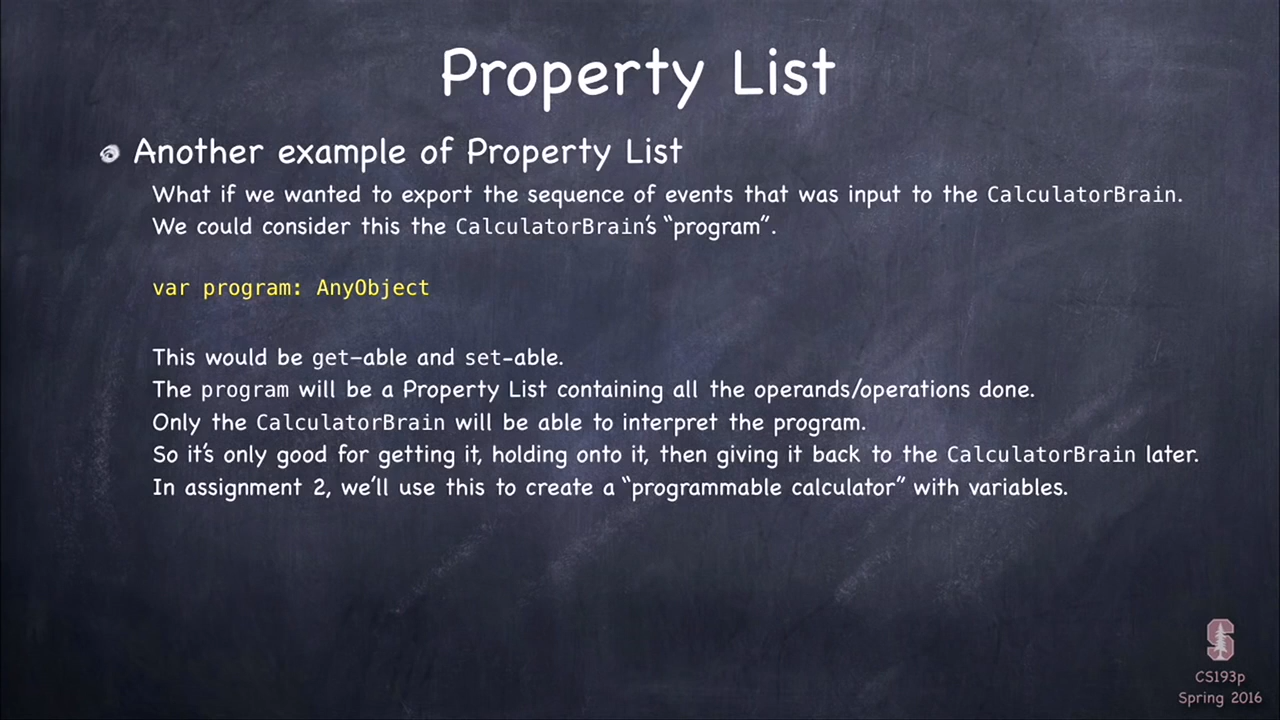 Property List
Another example of Property List
What if we wanted to export the sequence of events that was input to the CalculatorBrain.
We could consider this the CalculatorBrain's “program”.
var program: AnyObject
This would be get-able and set-able.
The program will be a Property List containing all the operands/operations done.
Only the CalculatorBrain will be able to interpret the program.
So it's only good for getting it, holding onto it, then giving it back to the CalculatorBrain later.
In assignment 2, we'll use this to create a “programmable calculator” with variables.
S
CS193p
Spring 2016